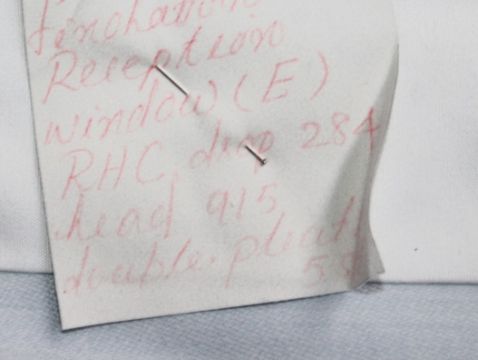 Reception
window (E)
RHC drop 284
head 915
double pleat